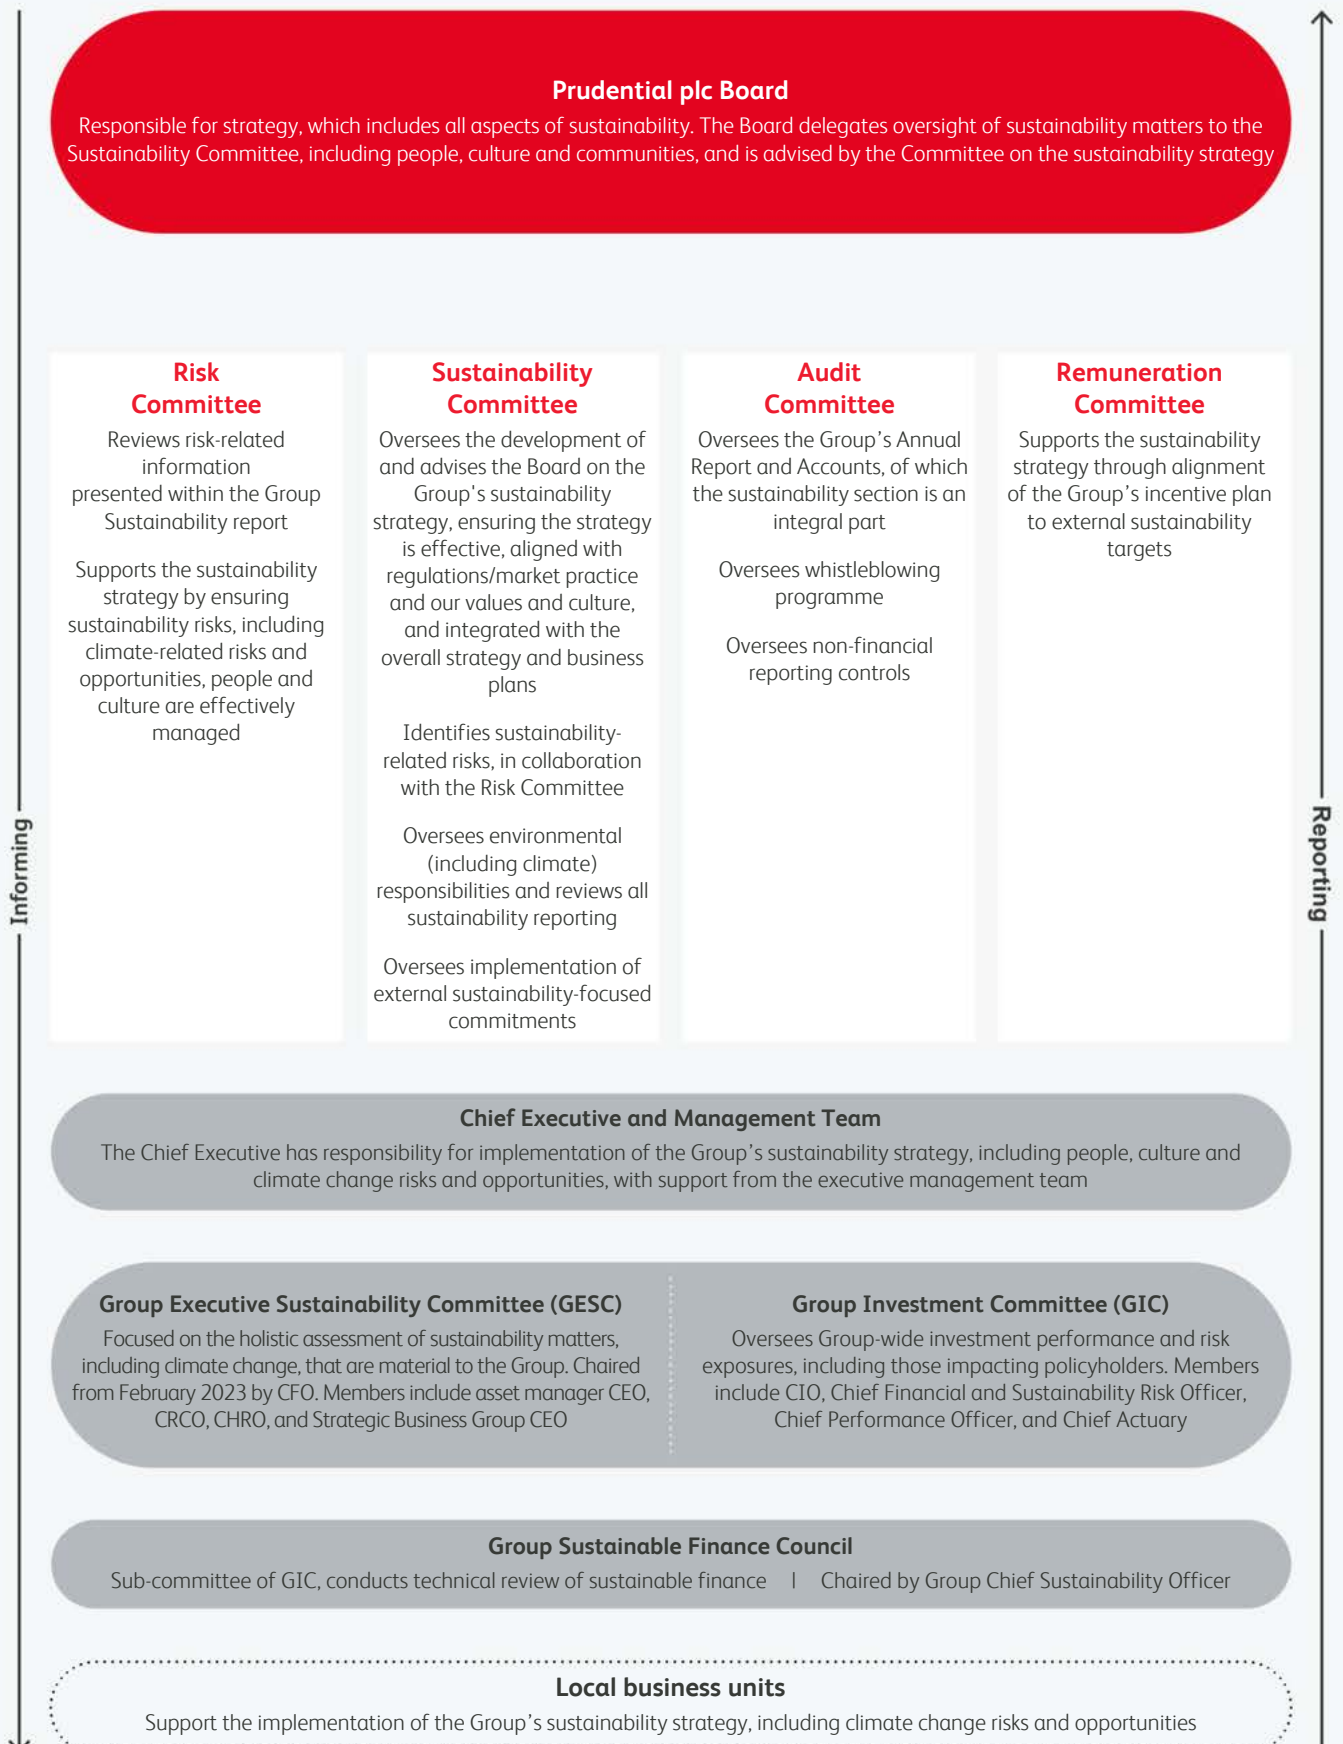 Prudential plc Board
Responsible for strategy, which includes all aspects of sustainability. The Board delegates oversight of sustainability matters to the
Sustainability Committee, including people, culture and communities, and is advised by the Committee on the sustainability strategy
Risk
Committee
Reviews risk-related
information
presented within the Group
Sustainability report
Supports the sustainability
strategy by ensuring
sustainability risks, including
climate-related risks and
opportunities, people and
culture are effectively
managed
Sustainability
Committee
Oversees the development of
and advises the Board on the
Group's sustainability
strategy, ensuring the strategy
is effective, aligned with
regulations/market practice
and our values and culture,
and integrated with the
overall strategy and business
plans
Identifies sustainability-
related risks, in collaboration
with the Risk Committee
Oversees environmental
(including climate)
responsibilities and reviews all
sustainability reporting
Oversees implementation of
external sustainability-focused
commitments
Audit
Committee
Oversees the Group’s Annual
Report and Accounts, of which
the sustainability section is an
integral part
Oversees whistleblowing
programme
Oversees non-financial
reporting controls
Remuneration
Committee
Supports the sustainability
strategy through alignment
of the Group’s incentive plan
to external sustainability
targets
Informing
Reporting
Chief Executive and Management Team
The Chief Executive has responsibility for implementation of the Group’s sustainability strategy, including people, culture and
climate change risks and opportunities, with support from the executive management team
Group Executive Sustainability Committee (GESC)
Focused on the holistic assessment of sustainability matters,
including climate change, that are material to the Group. Chaired
from February 2023 by CFO. Members include asset manager CEO,
CRCO, CHRO, and Strategic Business Group CEO
Group Investment Committee (GIC)
Oversees Group-wide investment performance and risk
exposures, including those impacting policyholders. Members
include CIO, Chief Financial and Sustainability Risk Officer,
Chief Performance Officer, and Chief Actuary
Group Sustainable Finance Council
Sub-committee of GIC, conducts technical review of sustainable finance | Chaired by Group Chief Sustainability Officer
Local business units
Support the implementation of the Group’s sustainability strategy, including climate change risks and opportunities